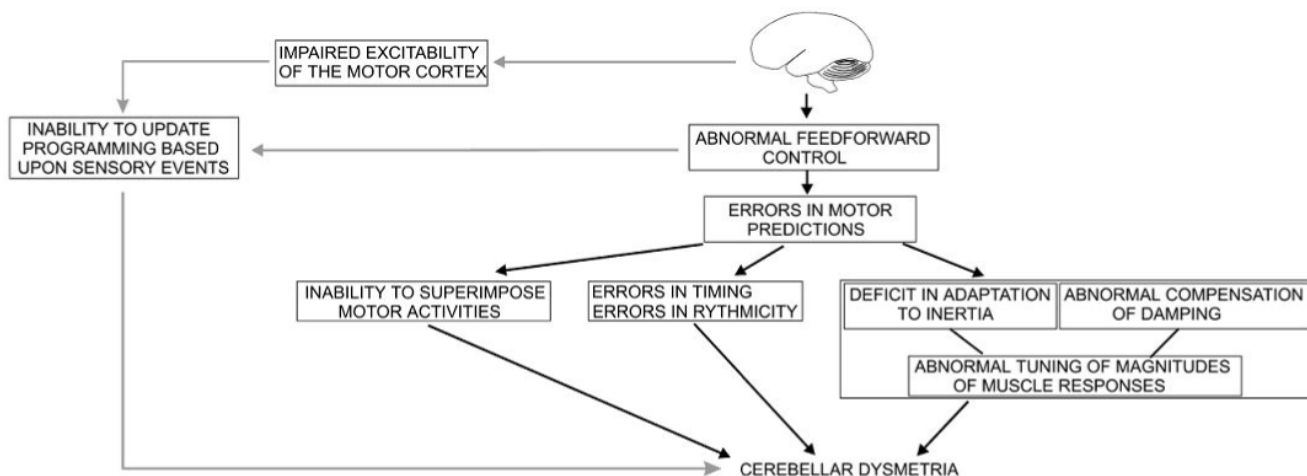 IMPAIRED EXCITABILITY
OF THE MOTOR CORTEX
INABILITY TO UPDATE
PROGRAMMING BASED
UPON SENSORY EVENTS
ABNORMAL FEEDFORWARD
CONTROL
ERRORS IN MOTOR
PREDICTIONS
INABILITY TO SUPERIMPOSE
MOTOR ACTIVITIES
ERRORS IN TIMING
ERRORS IN RYTHMICITY
DEFICIT IN ADAPTATION
TO INERTIA
ABNORMAL COMPENSATION
OF DAMPING
ABNORMAL TUNING OF MAGNITUDES
OF MUSCLE RESPONSES
CEREBELLAR DYSMETRIA